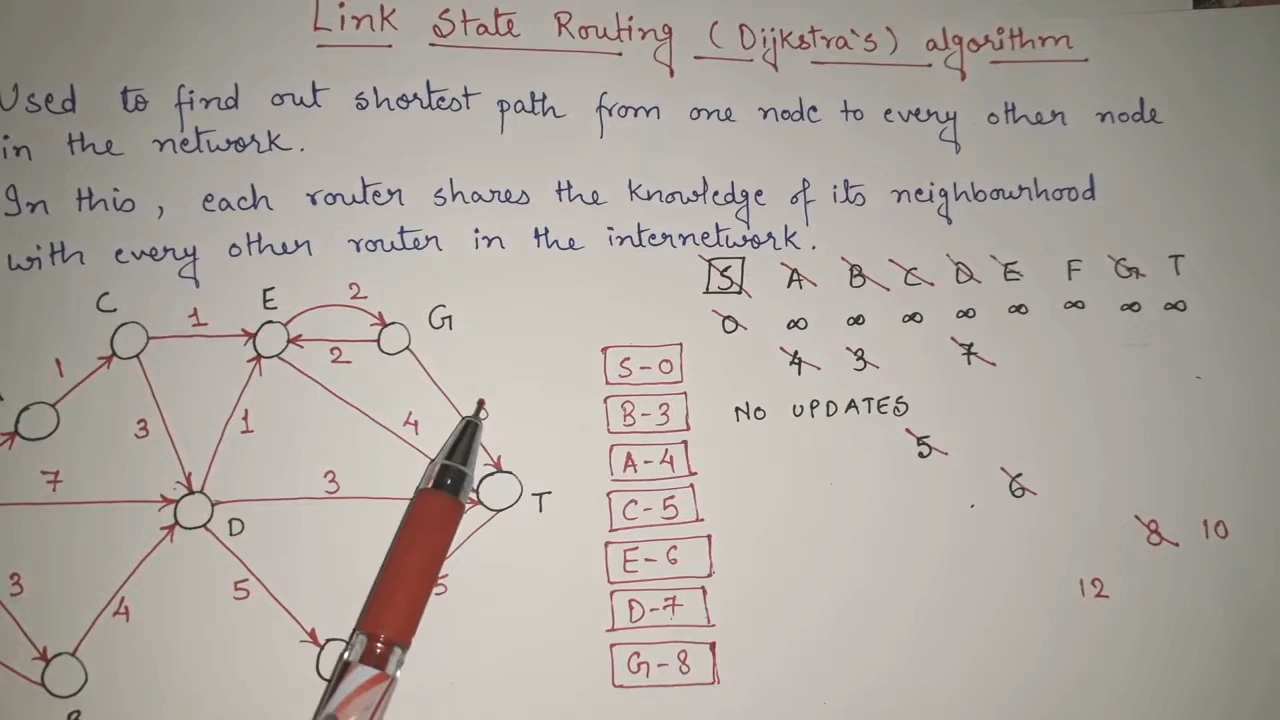 Link State Routing (Dijkstra's) algorithm
Used to find out shortest path from one node to every other node
in the network.
In this, each router shares the knowledge of its neighbourhood
with every other router in the internetwork.
S A B C D E F G T
0 ∞ ∞ ∞ ∞ ∞ ∞ ∞ ∞
4 3 7
NO UPDATES
5
6
8 10
12
S-0
B-3
A-4
C-5
E-6
D-7
G-8
C E G
1 1 2
2
3 1 4
7 3 T
D
3 4 5 5